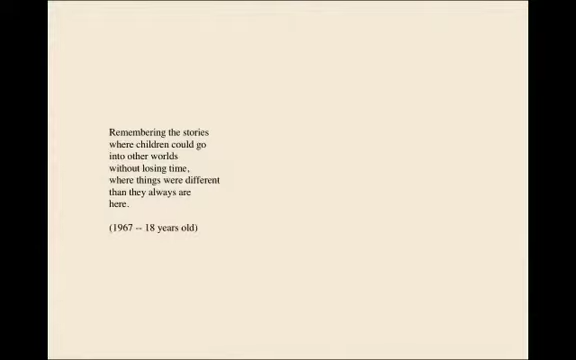 Remembering the stories
where children could go
into other worlds
without losing time,
where things were different
than they always are
here.
(1967 -- 18 years old)